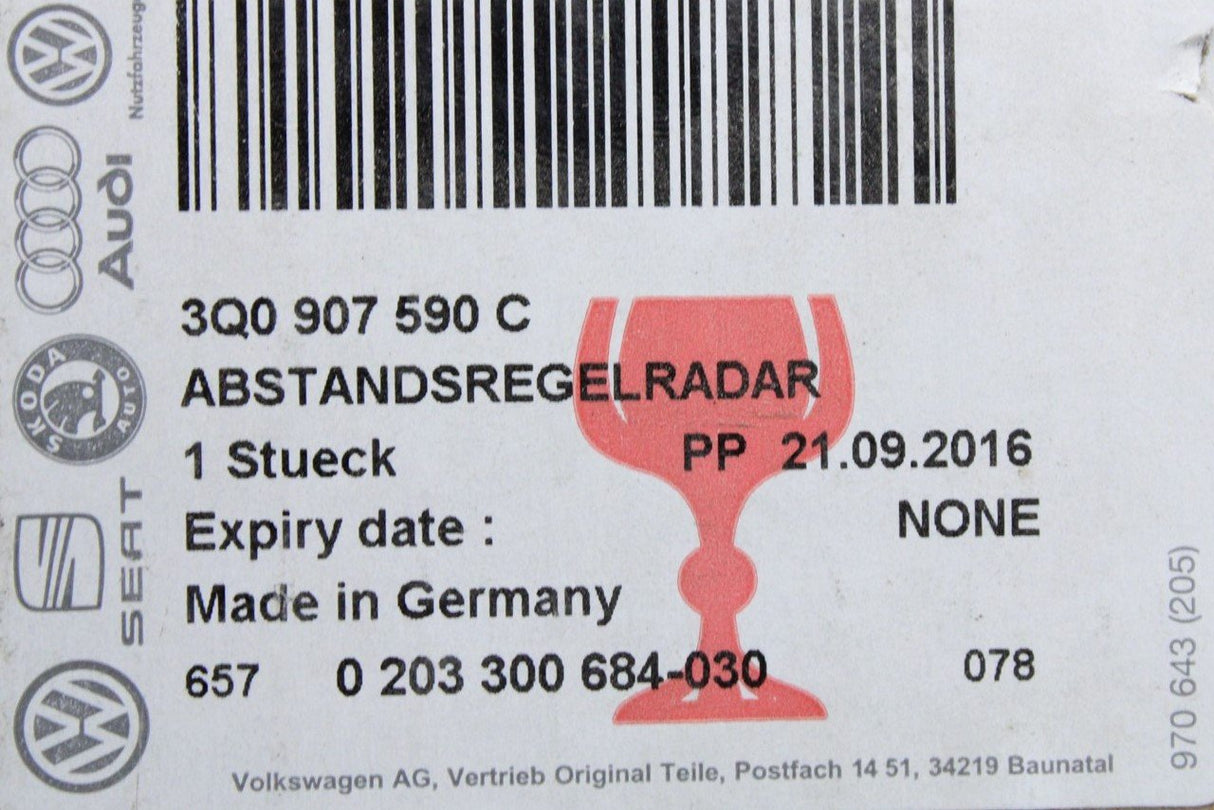 Nutzfahrzeuge
Audi
SKODA
AUTO
SEAT
3Q0 907 590 C
ABSTANDSREGELRADAR
1 Stueck PP 21.09.2016
Expiry date : NONE
Made in Germany
657 0 203 300 684-030 078
Volkswagen AG, Vertrieb Original Teile, Postfach 14 51, 34219 Baunatal
970 643 (205)